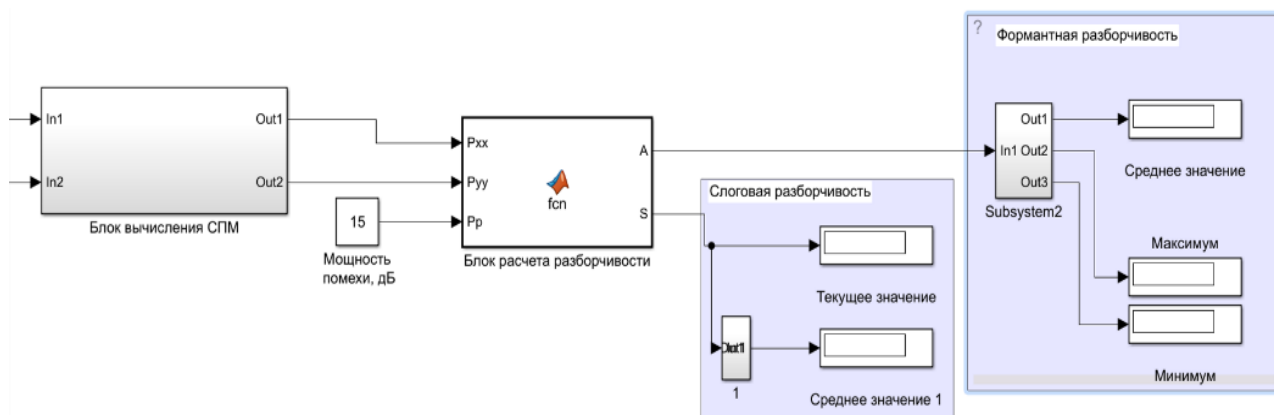 ?
Формантная разборчивость
In1
Out1
In2
Out2
Блок вычисления СПМ
15
Мощность
помехи, дБ
Pxx
Pyy
Pp
fcn
A
S
Блок расчета разборчивости
Слоговая разборчивость
Текущее значение
1
Среднее значение 1
Out1
In1 Out2
Out3
Subsystem2
Среднее значение
Максимум
Минимум